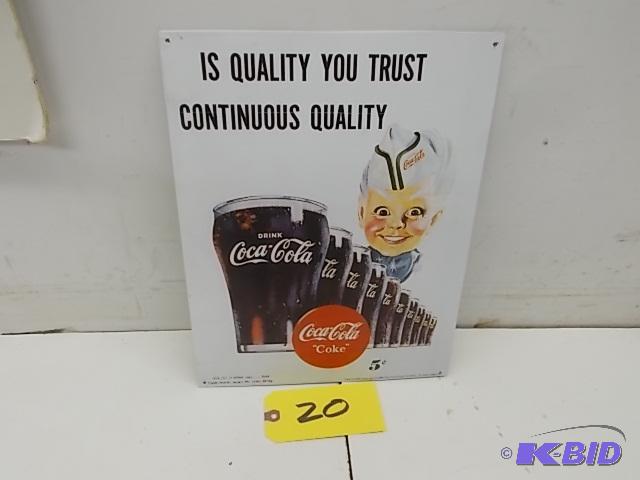 IS QUALITY YOU TRUST
CONTINUOUS QUALITY
Coca-Cola
DRINK
Coca-Cola
Coca-Cola
"Coke"
5¢
20
© K-BID